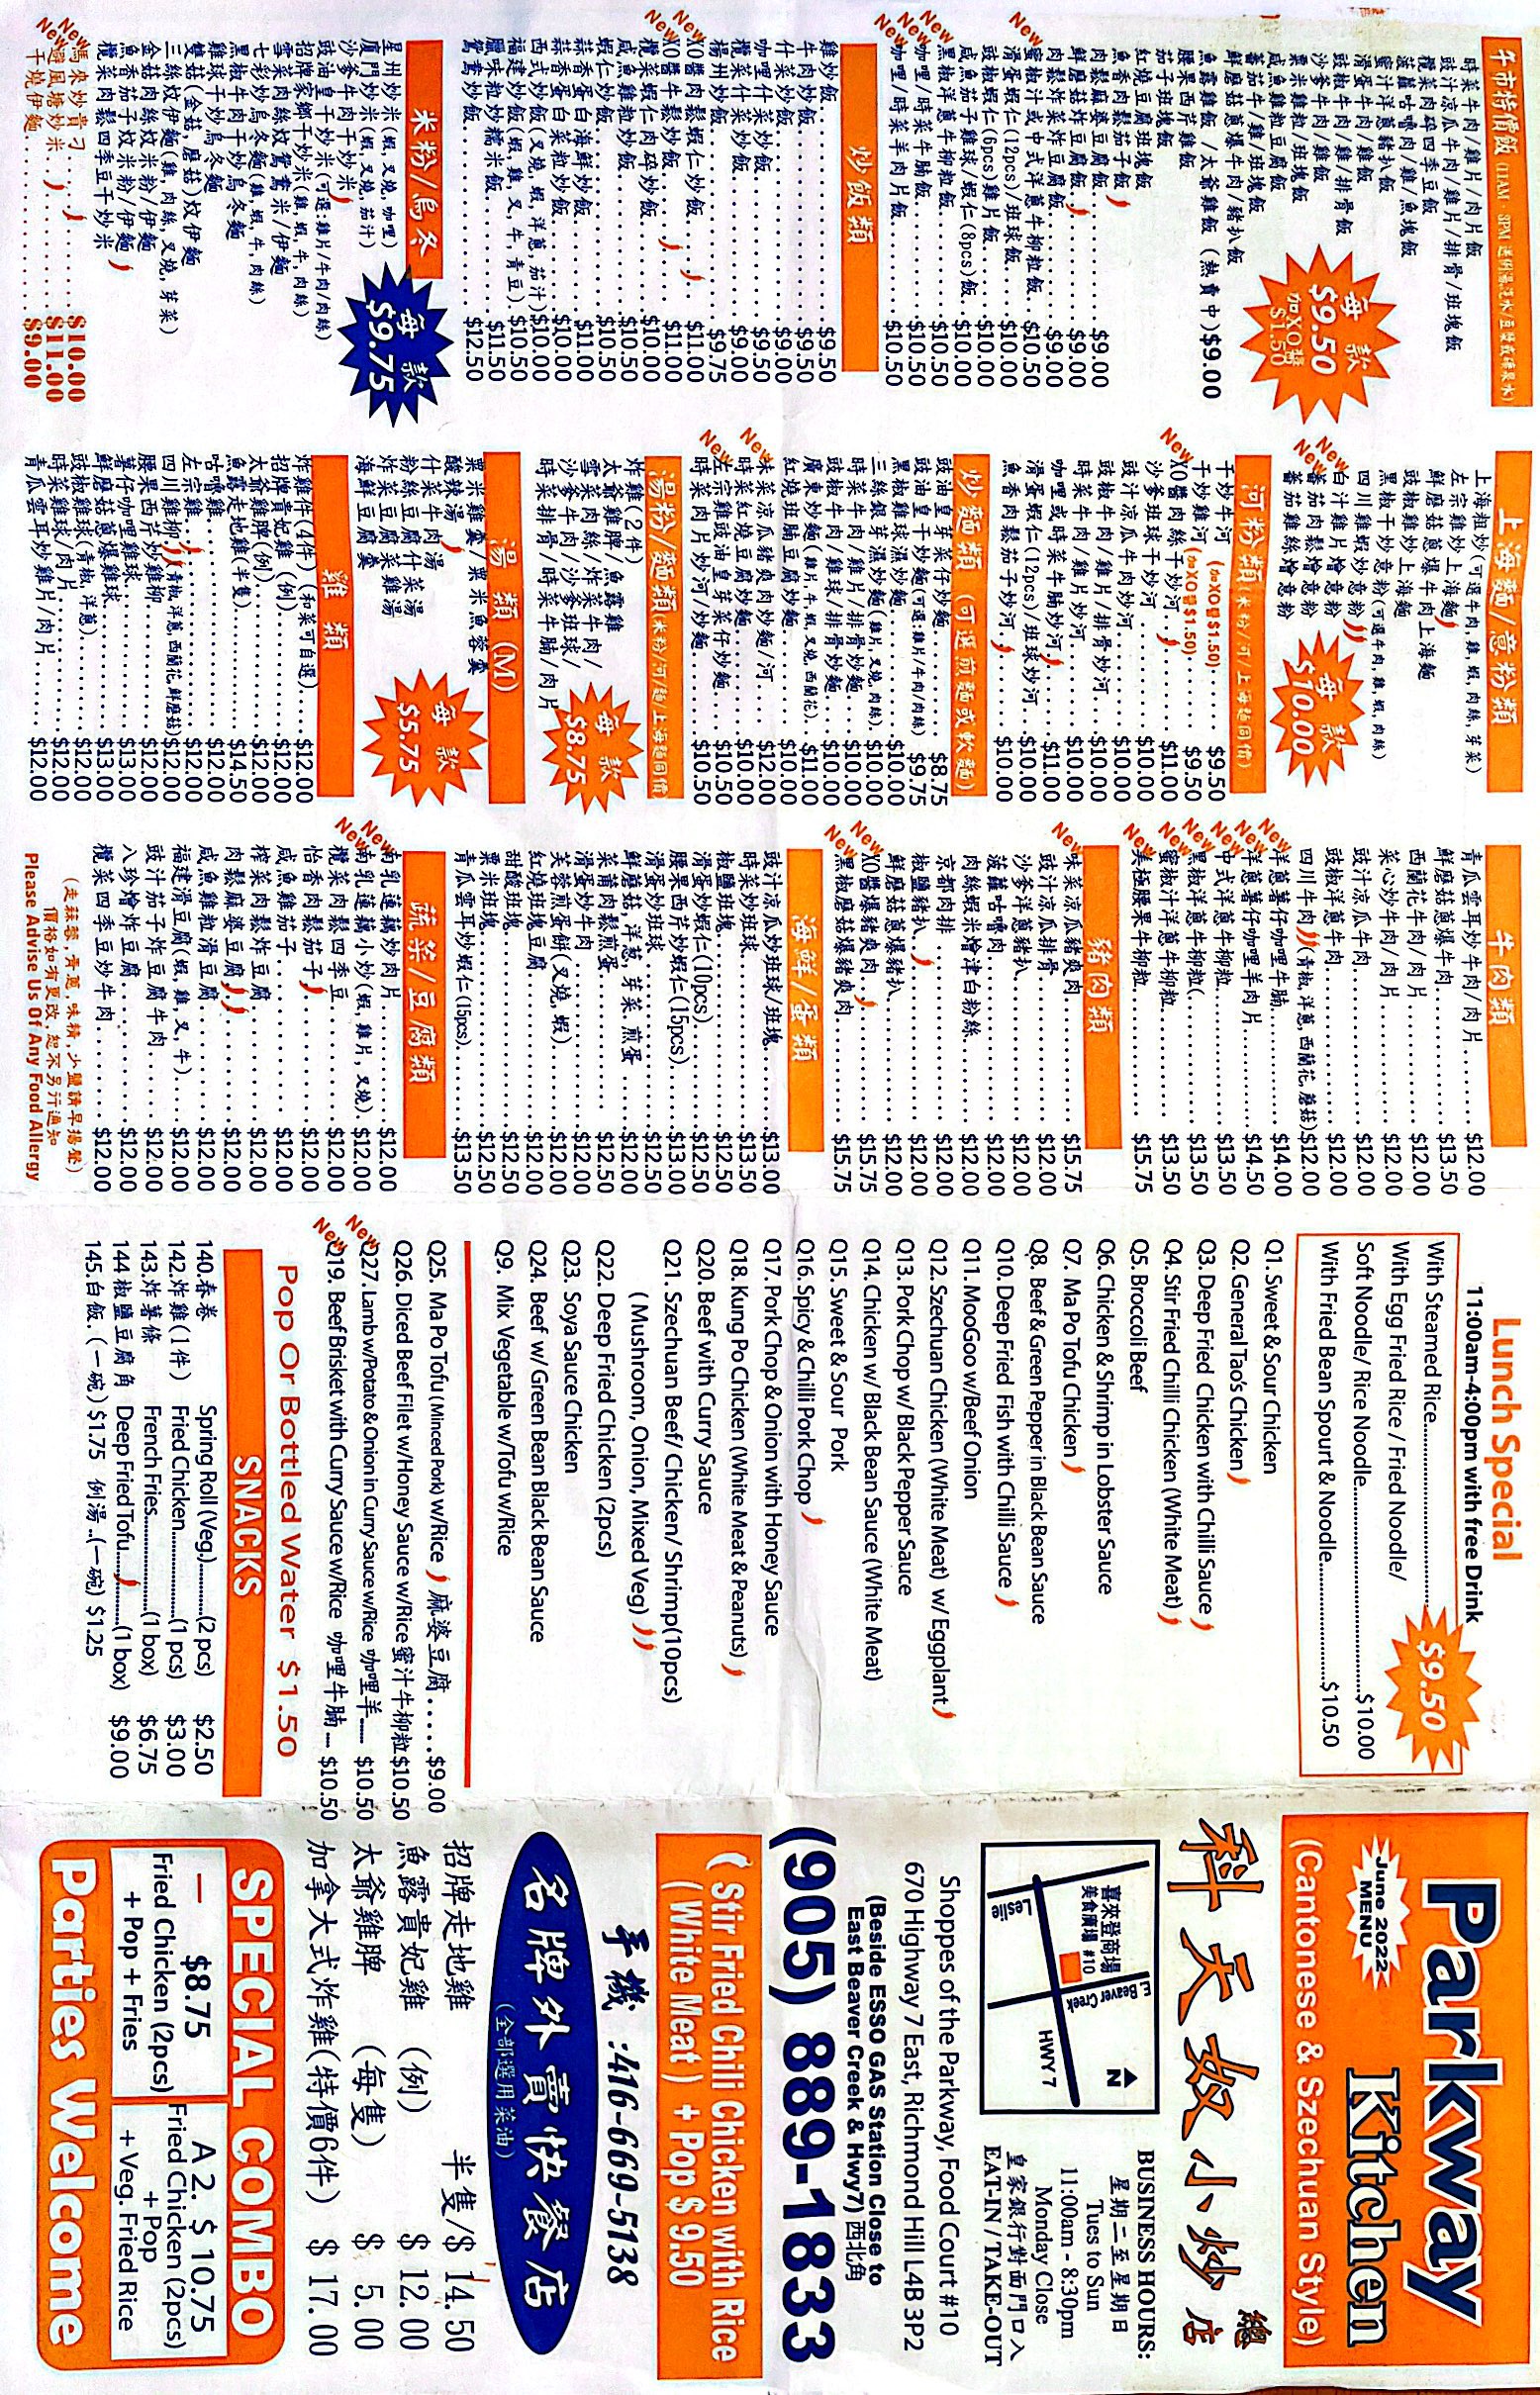 午市特價飯 (11AM - 3PM 送例湯汽水/豆漿或礦泉水)
時菜牛肉/雞片/肉片飯
豉汁凉瓜牛肉/雞片/排骨/班塊飯
欖菜肉碎四季豆飯
菠蘿咕嚕肉/雞/魚塊飯
蜜汁洋蔥豬扒飯
滑蛋牛肉/雞飯
豉椒牛肉/雞/排骨飯
沙爹牛肉/雞飯
粟米雞粒/班塊飯
咸魚雞粒豆腐飯
蕃茄牛/雞/班塊飯
鮮磨菇蔥爆牛肉/豬扒飯
每款
$9.50
加XO醬
$1.50
魚露雞飯 /太爺雞飯 (熱賣中)$9.00
腰果西芹雞飯
茄子班塊飯
紅燒豆腐班塊飯
魚香肉鬆茄子飯
肉鬆麻婆豆腐飯............ $9.00
鮮磨菇炸豆腐飯............ $9.00
肉鬆炸菜炸豆腐飯..........$9.00
New 蜜椒汁或中式洋蔥牛柳粒飯..$10.50
滑蛋蝦仁(12pcs)/班球飯.....$10.00
豉椒蝦仁(6pcs)雞片飯.......$10.00
咸魚茄子雞球/蝦仁(8pcs)飯..$10.00
New 黑椒洋蔥牛柳粒飯..........$10.50
New 咖哩/時菜牛腩飯...........$10.50
New 咖哩/時菜羊肉片飯.........$10.50
炒飯類
雞炒飯....................$9.50
牛肉炒飯..................$9.50
什菜炒飯..................$9.00
咖哩什菜炒飯..............$9.50
欖菜什菜炒飯..............$9.00
揚州炒飯..................$9.75
New XO醬肉鬆蝦仁炒飯........ $11.00
New XO醬牛鬆炒飯............ $11.00
欖菜蝦仁肉碎炒飯.........$10.00
咸魚雞粒炒飯..............$10.50
蝦仁炒飯..................$10.50
蒜香蛋白海鮮炒飯.........$11.00
蒜香蛋白菜粒炒飯.........$10.00
西式炒飯(叉燒,蝦,洋蔥,茄汁)$10.00
福建炒飯(蝦,雞,叉,牛,青豆).$10.50
臘味粒炒糯米飯...........$11.50
鴛鴦炒飯.................$12.50
米粉/烏冬
每款
$9.75
星州炒米(蝦,叉燒,咖哩)
廈門炒米(蝦,叉燒,茄汁)
沙爹牛肉干炒米
豉油皇干炒米(可選:雞片/牛肉/肉絲)
招牌家鄉干炒米(雞,蝦,牛,肉絲)
雪菜肉絲炆鴛鴦米/伊麵
七彩炒烏冬麵(雞,蝦,牛,肉絲)
黑椒牛肉干炒烏冬麵
雞球干炒烏冬麵
雙菇(金菇,磨菇)炆伊麵
三絲炆伊麵(雞,肉絲,叉燒,芽菜)
金菇肉絲炆米粉/伊麵
魚香茄子炆米粉/伊麵
欖菜肉鬆四季豆干炒米
New 馬來炒貴刁................$10.00
New 避風塘炒米................$11.00
干燒伊麵..................$9.00
上海麵/意粉類
上海粗炒(可選牛肉,雞,蝦,肉絲,芽菜)
左宗雞炒上海麵
鮮磨菇蔥爆牛肉上海麵
豉椒雞炒上海麵
黑椒干炒意粉(可選牛肉,雞,蝦,肉絲)
四川雞蝦炒意粉
New 白汁雞片燴意粉
New 蕃茄肉鬆燴意粉
蕃茄雞絲燴意粉
每款
$10.00
河粉類(米粉/河/上海麵同價)
干炒牛河 (加XO醬$1.50)...... $9.50
干炒雞河(加XO醬$1.50)....... $9.50
New XO醬肉絲干炒河.......... $11.00
沙爹班球干炒河 .......... $10.00
豉汁凉瓜牛肉炒河......... $10.00
豉椒牛肉/雞片/排骨炒河....$10.00
時菜牛肉/雞片炒河........ $10.00
咖哩或時菜牛腩炒河....... $11.00
滑蛋蝦仁(12pcs)/班球炒河...$10.00
魚香肉鬆茄子炒河......... $10.00
炒麵類 (可選煎麵或軟麵)
豉油皇芽菜仔炒麵.......... $8.75
豉油皇干炒麵(可選:雞片/牛肉/肉絲) $9.75
黑椒雞球濕炒麵...........$10.00
三絲銀芽濕炒麵(雞片,叉燒,肉絲).$10.00
時菜牛肉/雞片/排骨炒麵....$10.00
豉椒牛肉/雞球/排骨炒麵....$10.00
廣東炒麵(雞片,牛,蝦,叉燒,西蘭花)..$11.00
紅燒班腩豆腐炒麵.........$10.00
New 味菜凉瓜豬爽肉炒麵/河.... $12.00
時菜紅燒豆腐炒麵.........$10.00
New 左宗雞豉油皇芽菜仔炒麵....$10.50
時菜肉片炒河/炒麵........$10.50
湯粉/麵類(米粉/河/麵/上海麵同價)
炸雞(2件)
太爺雞脾/魚露雞
雪菜肉絲/炸菜牛肉/
沙爹牛肉/沙爹班球/
時菜排骨/時菜牛腩/肉片
每款
$8.75
湯類 (M)
粟米雞羹/粟米魚蓉羹
酸辣湯
什菜牛肉湯
粉絲豆腐什菜湯
炸菜豆腐菜雞湯
海鮮豆腐羹
每款
$5.75
雞類
炸雞件(4件) (和菜可自選).....$12.00
招牌貴妃雞 (例)............$12.00
太爺雞脾(例)...............$12.00
魚露走地雞(半隻)........... $14.50
咕嚕雞.....................$12.00
左宗雞.....................$12.00
四川雞柳(青椒,洋蔥,西蘭花,鮮磨菇)$12.00
腰果西芹炒雞柳.............$12.00
薯仔咖哩雞球...............$13.00
鮮磨菇蔥爆雞球.............$13.00
豉椒雞球(青椒,洋蔥)........$12.00
時菜雞球/肉片..............$12.00
青瓜雲耳炒雞片/肉片....... $12.00
牛肉類
青瓜雲耳炒牛肉/肉片........ $12.00
鮮磨菇蔥爆牛肉.............. $13.50
西蘭花牛肉/肉片............ $12.00
菜心炒牛肉/肉片............ $12.00
豉汁凉瓜牛肉................ $12.00
豉椒洋蔥牛肉................ $12.00
四川牛肉(青椒,洋蔥,西蘭花,蘑菇).$12.00
New 洋蔥薯仔咖哩牛腩............ $14.00
New 洋蔥薯仔咖哩羊肉片.......... $14.50
New 中式洋蔥牛柳粒.............. $13.50
New 黑椒洋蔥牛柳粒(............. $13.50
New 蜜椒汁洋蔥牛柳粒............ $13.50
New 美極腰果牛柳粒.............. $15.75
豬肉類
New 味菜凉瓜豬爽肉............. $15.75
豉汁凉瓜排骨................ $12.00
沙爹洋蔥豬扒................ $12.00
菠蘿咕嚕肉.................. $12.00
肉絲蝦米燴津白粉絲.......... $12.00
京都肉排 ................... $12.00
椒鹽豬扒.................... $12.00
鮮磨菇蔥爆豬扒.............. $12.00
New XO醬爆豬爽肉................ $15.75
New 黑椒磨菇爆豬爽肉............ $15.75
海鮮/蛋類
豉汁凉瓜炒班球/班塊.........$13.00
時菜炒班球..................$13.50
椒鹽班塊....................$12.50
滑蛋炒蝦仁(10pcs)...........$12.50
腰果西芹炒蝦仁(15pcs).......$13.00
滑蛋炒班球 .................$12.50
鮮蘑菇,洋蔥,芽菜.煎蛋 ......$12.00
菜莆肉鬆煎蛋............... $12.50
滑蛋炒牛肉 ................ $12.00
芙蓉煎蛋餅(叉燒,蝦).........$12.00
紅燒班塊豆腐................$12.00
甜酸班塊....................$12.50
粟米班塊....................$12.50
青瓜雲耳炒蝦仁(15pcs).........$13.50
蔬菜/豆腐類
New 南乳蓮藕炒肉片..............$12.00
New 南乳蓮藕小炒(蝦,雞片,叉燒). $12.00
欖菜肉鬆四季豆..............$12.00
怡香肉鬆茄子................$12.00
咸魚雞茄子..................$12.00
榨菜肉鬆炸豆腐..............$12.00
肉鬆麻婆豆腐................$12.00
咸魚雞粒滑豆腐..............$12.00
福建滑豆腐(蝦,雞,叉,牛).....$12.00
豉汁茄子炸豆腐牛肉..........$12.00
八珍燴炸豆腐................$12.00
欖菜四季豆炒牛肉............$12.00
(走蒜蓉,青蔥,味精,少鹽請早揚聲)
價格如有更改,恕不另行通知
Please Advise Us Of Any Food Allergy
Lunch Special
11:00am-4:00pm with free Drink
With Steamed Rice.................... $9.50
With Egg Fried Rice / Fried Noodle/
Soft Noodle/ Rice Noodle....................$10.00
With Fried Bean Spourt & Noodle....................$10.50
Q1. Sweet & Sour Chicken
Q2. General Tao's Chicken
Q3. Deep Fried Chicken with Chilli Sauce
Q4. Stir Fried Chilli Chicken (White Meat)
Q5. Broccoli Beef
Q6. Chicken & Shrimp in Lobster Sauce
Q7. Ma Po Tofu Chicken
Q8. Beef & Green Pepper in Black Bean Sauce
Q10. Deep Fried Fish with Chilli Sauce
Q11. MooGoo w/Beef Onion
Q12. Szechuan Chicken (White Meat) w/ Eggplant
Q13. Pork Chop w/ Black Pepper Sauce
Q14. Chicken w/ Black Bean Sauce (White Meat)
Q15. Sweet & Sour Pork
Q16. Spicy & Chilli Pork Chop
Q17. Pork Chop & Onion with Honey Sauce
Q18. Kung Po Chicken (White Meat & Peanuts)
Q20. Beef with Curry Sauce
Q21. Szechuan Beef/ Chicken/ Shrimp(10pcs)
( Mushroom, Onion, Mixed Veg)
Q22. Deep Fried Chicken (2pcs)
Q23. Soya Sauce Chicken
Q24. Beef w/ Green Bean Black Bean Sauce
Q9. Mix Vegetable w/Tofu w/Rice
Q25. Ma Po Tofu ( Minced Pork) w/Rice 麻婆豆腐.....$9.00
Q26. Diced Beef Filet w/Honey Sauce w/Rice 蜜汁牛柳粒$10.50
New Q27. Lamb w/Potato & Onion in Curry Sauce w/Rice 咖哩羊..... $10.50
New Q19. Beef Brisket with Curry Sauce w/Rice 咖哩牛腩... $10.50
Pop Or Bottled Water $1.50
SNACKS
140.春卷 Spring Roll (Veg.)............(2 pcs) $2.50
142.炸雞(1件) Fried Chicken....................(1 pcs) $3.00
143.炸薯條 French Fries......................(1 box) $6.75
144 椒鹽豆腐角 Deep Fried Tofu................(1 box) $9.00
145.白飯.(一碗) $1.75 例湯..(一碗) $1.25
Parkway
Kitchen
June 2022
MENU
(Cantonese & Szechuan Style)
科天奴小炒 總店
喜來登商場
美食廣場 #10
E. Beaver Creek
N
HWY 7
Leslie
BUSINESS HOURS:
星期二至星期日
Tues to Sun
11:00am - 8:30pm
Monday Close
皇家銀行對面門口入
EAT-IN / TAKE-OUT
Shoppes of the Parkway, Food Court #10
670 Highway 7 East, Richmond Hill L4B 3P2
(Beside ESSO GAS Station Close to
East Beaver Creek & Hwy7) 西北角
(905) 889-1833
Stir Fried Chili Chicken with Rice
( White Meat ) + Pop $ 9.50
手機 :416-669-5138
名牌外賣快餐店
(全部選用菜油)
招牌走地雞 半隻/$ 14.50
魚露貴妃雞 (例) $ 12.00
太爺雞脾 (每隻) $ 5.00
加拿大式炸雞(特價6件) $ 17.00
SPECIAL COMBO
$8.75
Fried Chicken (2pcs)
+ Pop + Fries
A 2. $ 10.75
Fried Chicken (2pcs)
+ Pop
+ Veg. Fried Rice
Parties Welcome